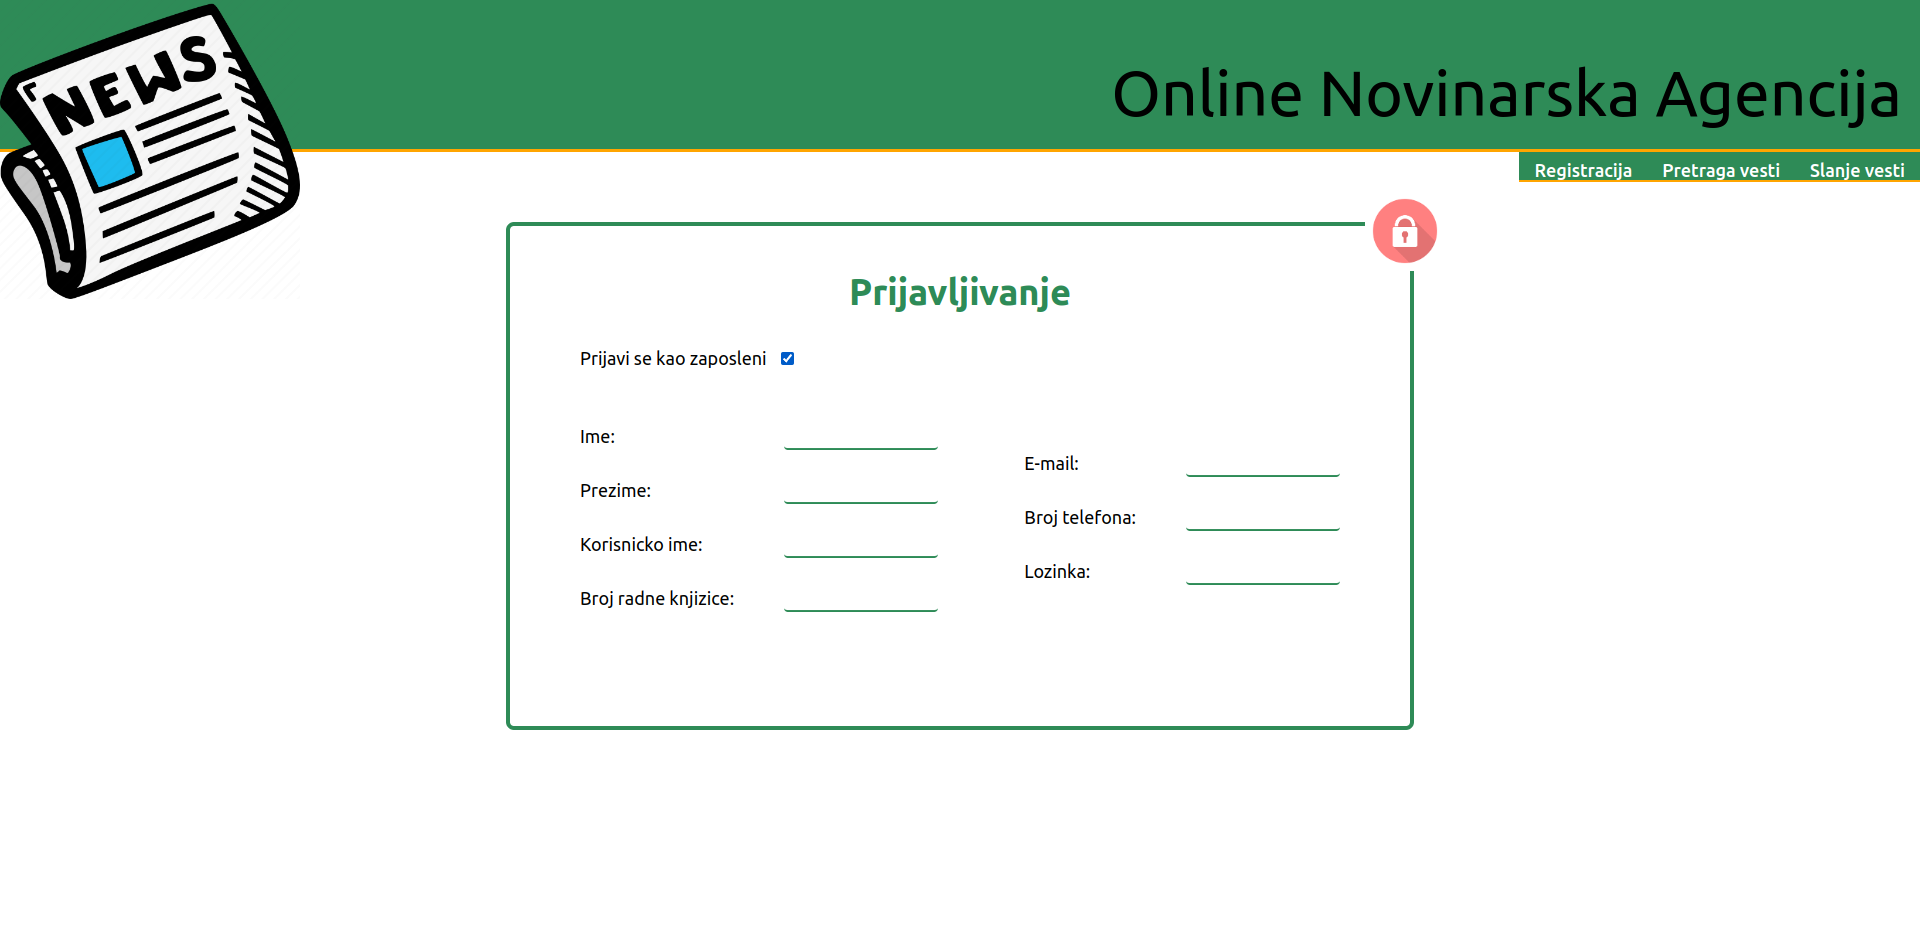 NEWS
Online Novinarska Agencija
Registracija Pretraga vesti Slanje vesti
Prijavljivanje
Prijavi se kao zaposleni
Ime:
E-mail:
Prezime:
Broj telefona:
Korisnicko ime:
Lozinka:
Broj radne knjizice: